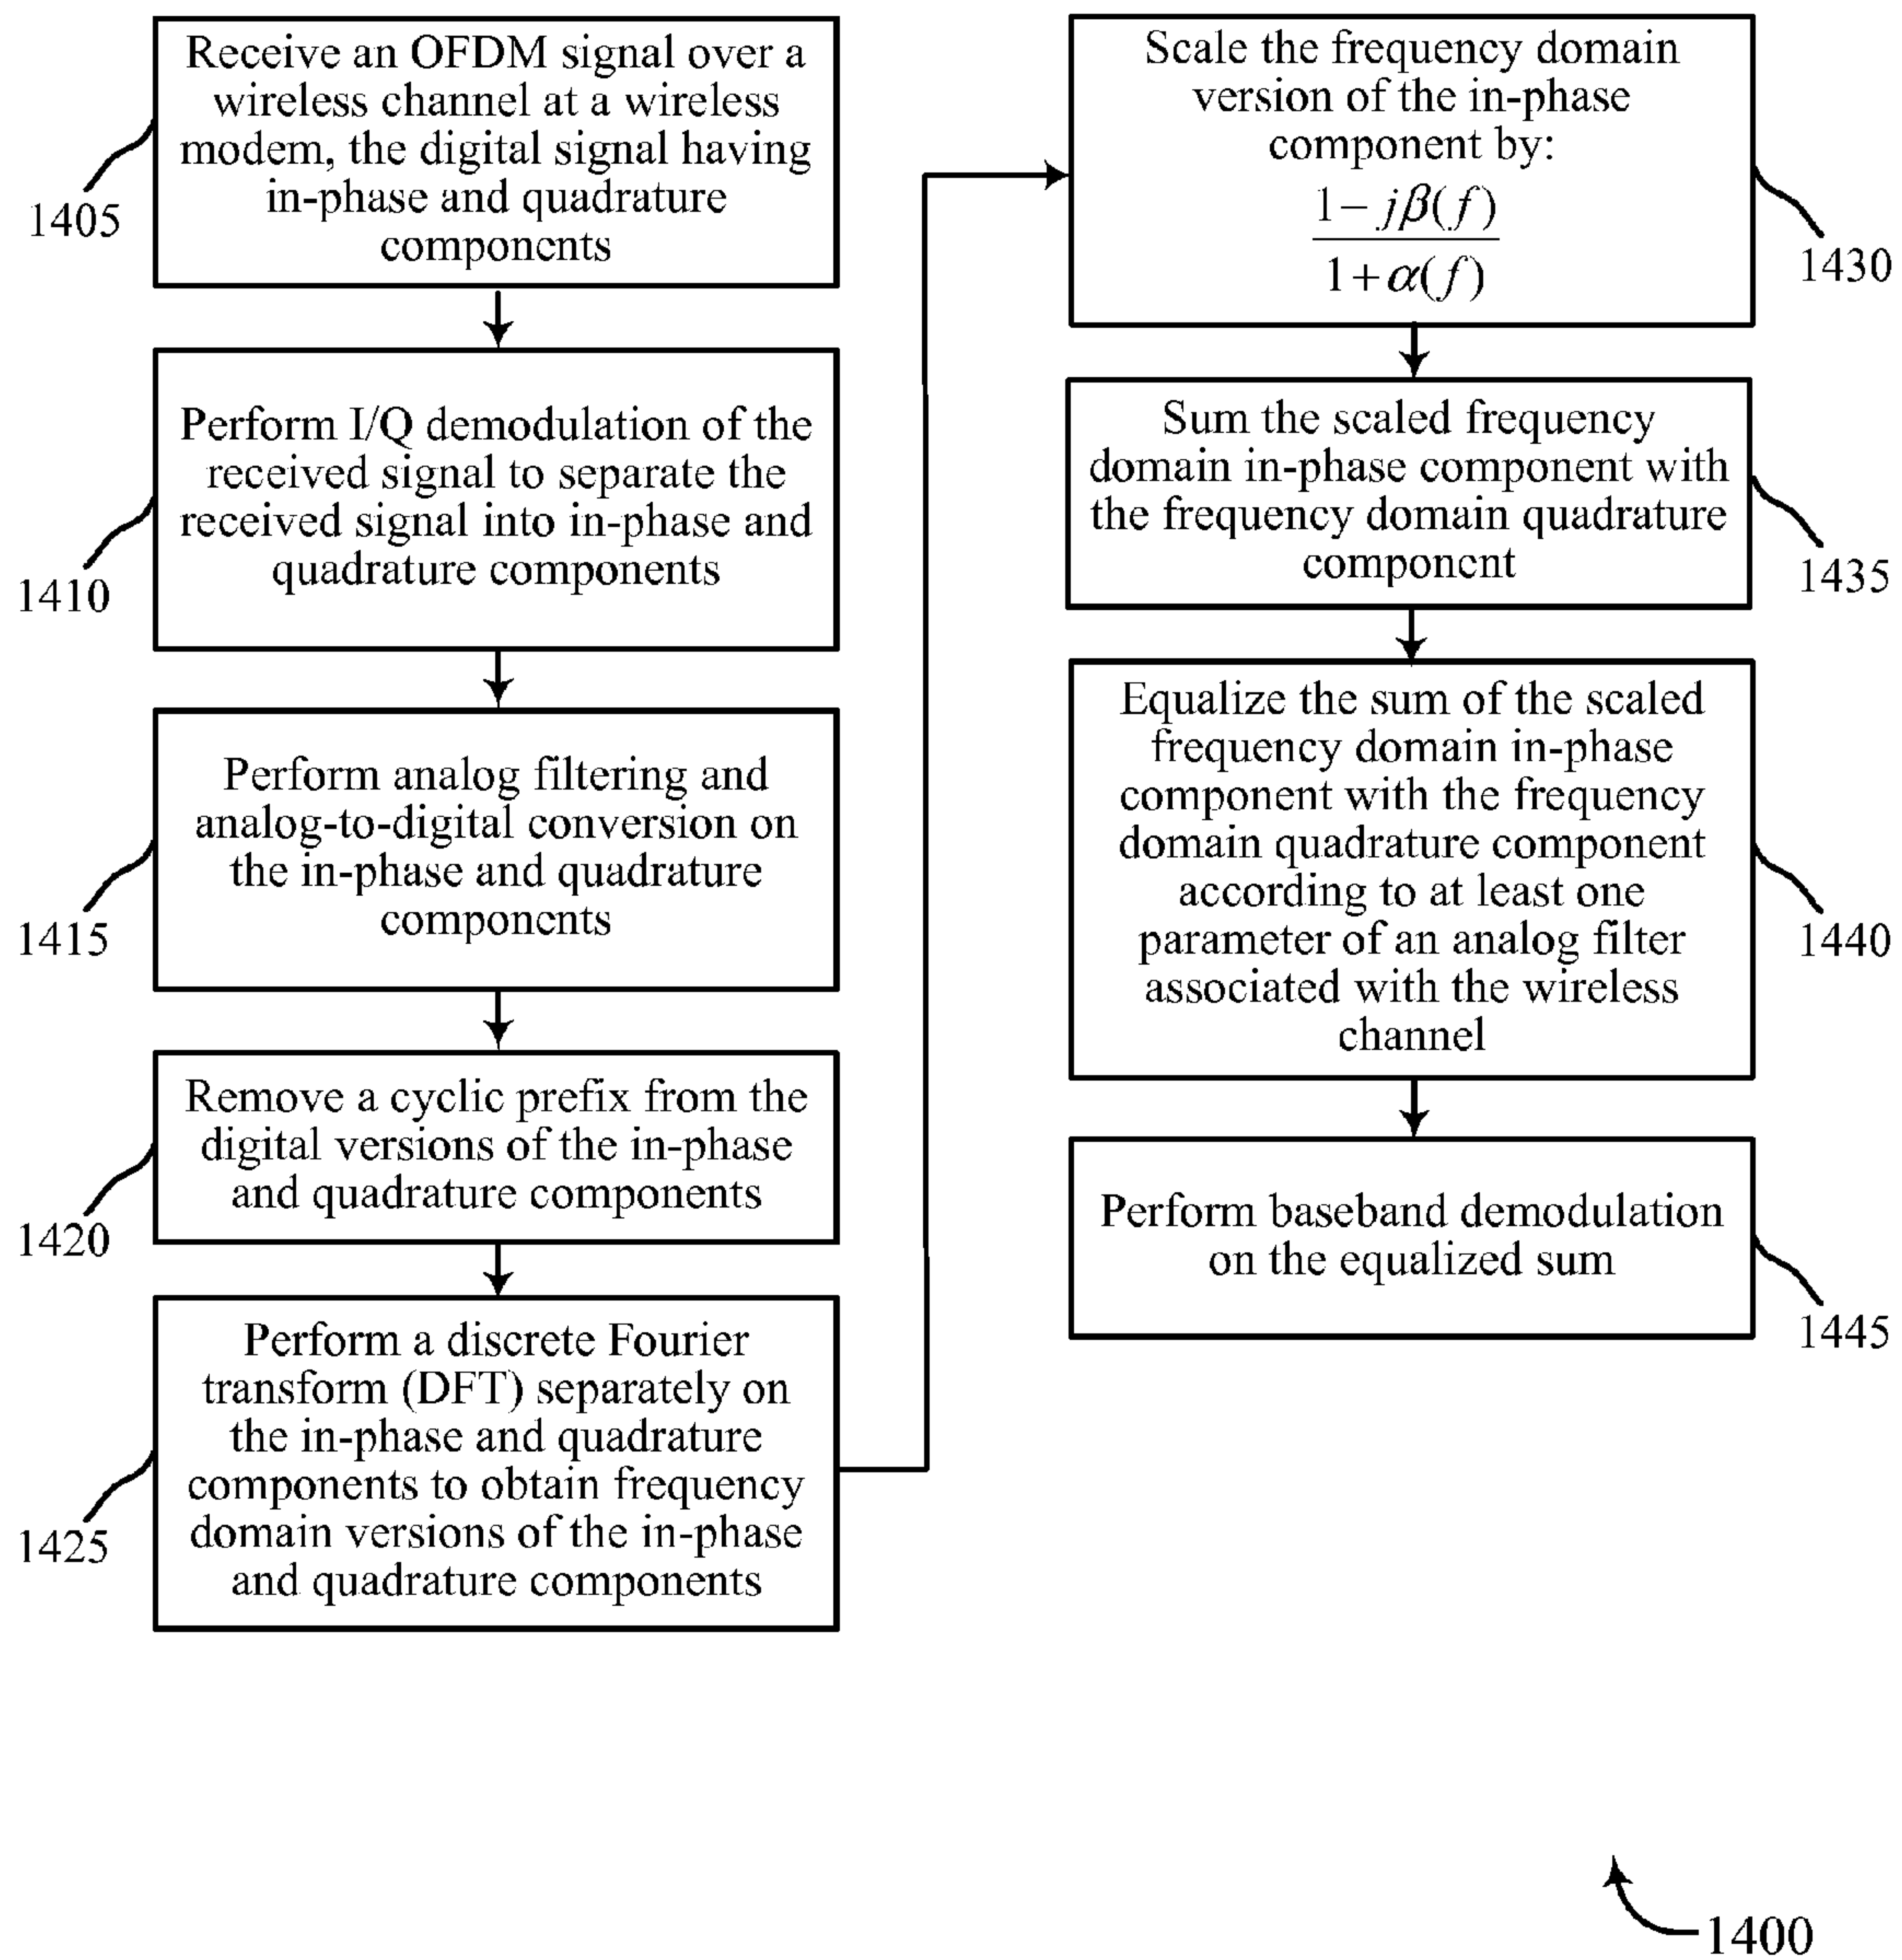 Receive an OFDM signal over a
wireless channel at a wireless
modem, the digital signal having
in-phase and quadrature
components
1405
Perform I/Q demodulation of the
received signal to separate the
received signal into in-phase and
quadrature components
1410
Perform analog filtering and
analog-to-digital conversion on
the in-phase and quadrature
components
1415
Remove a cyclic prefix from the
digital versions of the in-phase
and quadrature components
1420
Perform a discrete Fourier
transform (DFT) separately on
the in-phase and quadrature
components to obtain frequency
domain versions of the in-phase
and quadrature components
1425
Scale the frequency domain
version of the in-phase
component by:
1 − jβ(f)
1 + α(f)
1430
Sum the scaled frequency
domain in-phase component with
the frequency domain quadrature
component
1435
Equalize the sum of the scaled
frequency domain in-phase
component with the frequency
domain quadrature component
according to at least one
parameter of an analog filter
associated with the wireless
channel
1440
Perform baseband demodulation
on the equalized sum
1445
1400